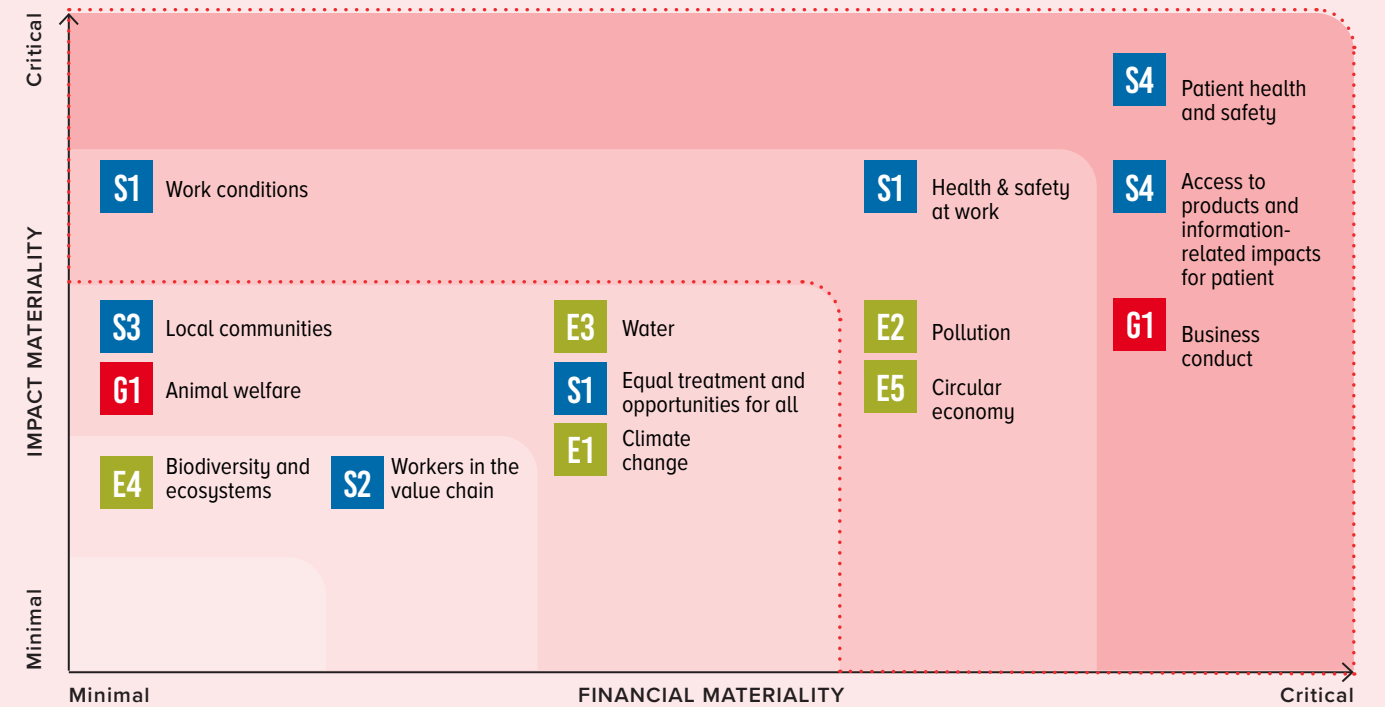 Critical
IMPACT MATERIALITY
Minimal
S4
Patient health
and safety
S1
Work conditions
S1
Health & safety
at work
S4
Access to
products and
information-
related impacts
for patient
S3
Local communities
E3
Water
E2
Pollution
G1
Business
conduct
G1
Animal welfare
S1
Equal treatment and
opportunities for all
E5
Circular
economy
E1
Climate
change
E4
Biodiversity and
ecosystems
S2
Workers in the
value chain
Minimal
FINANCIAL MATERIALITY
Critical